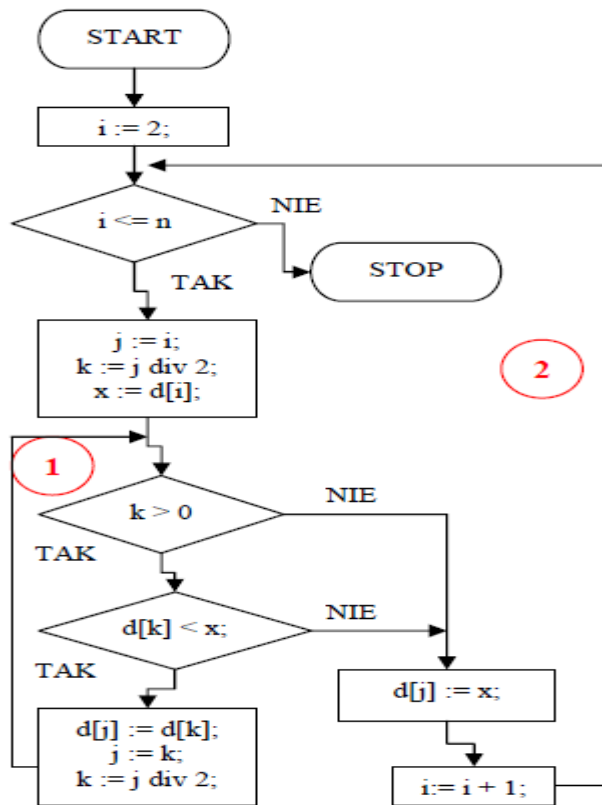 START
i := 2;
i <= n
NIE
STOP
TAK
j := i;
k := j div 2;
x := d[i];
2
1
k > 0
NIE
TAK
d[k] < x;
NIE
TAK
d[j] := x;
d[j] := d[k];
j := k;
k := j div 2;
i:= i + 1;